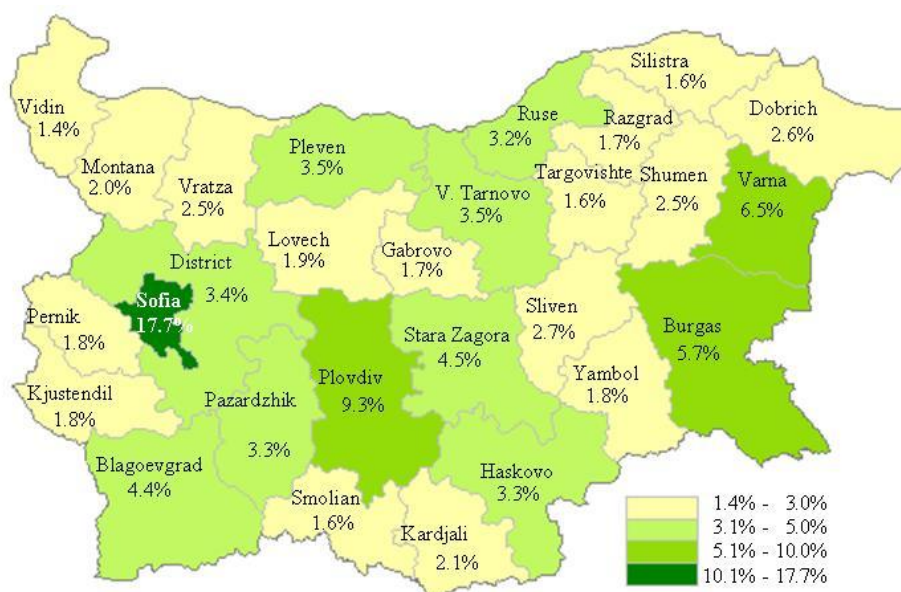 Silistra
1.6%
Vidin
1.4%
Ruse
3.2%
Razgrad
1.7%
Dobrich
2.6%
Montana
2.0%
Vratza
2.5%
Pleven
3.5%
V. Tarnovo
3.5%
Targovishte
1.6%
Shumen
2.5%
Varna
6.5%
Lovech
1.9%
Gabrovo
1.7%
District
3.4%
Sofia
17.7%
Pernik
1.8%
Sliven
2.7%
Burgas
5.7%
Stara Zagora
4.5%
Yambol
1.8%
Kjustendil
1.8%
Pazardzhik
3.3%
Plovdiv
9.3%
Blagoevgrad
4.4%
Haskovo
3.3%
Smolian
1.6%
Kardjali
2.1%
1.4% - 3.0%
3.1% - 5.0%
5.1% - 10.0%
10.1% - 17.7%